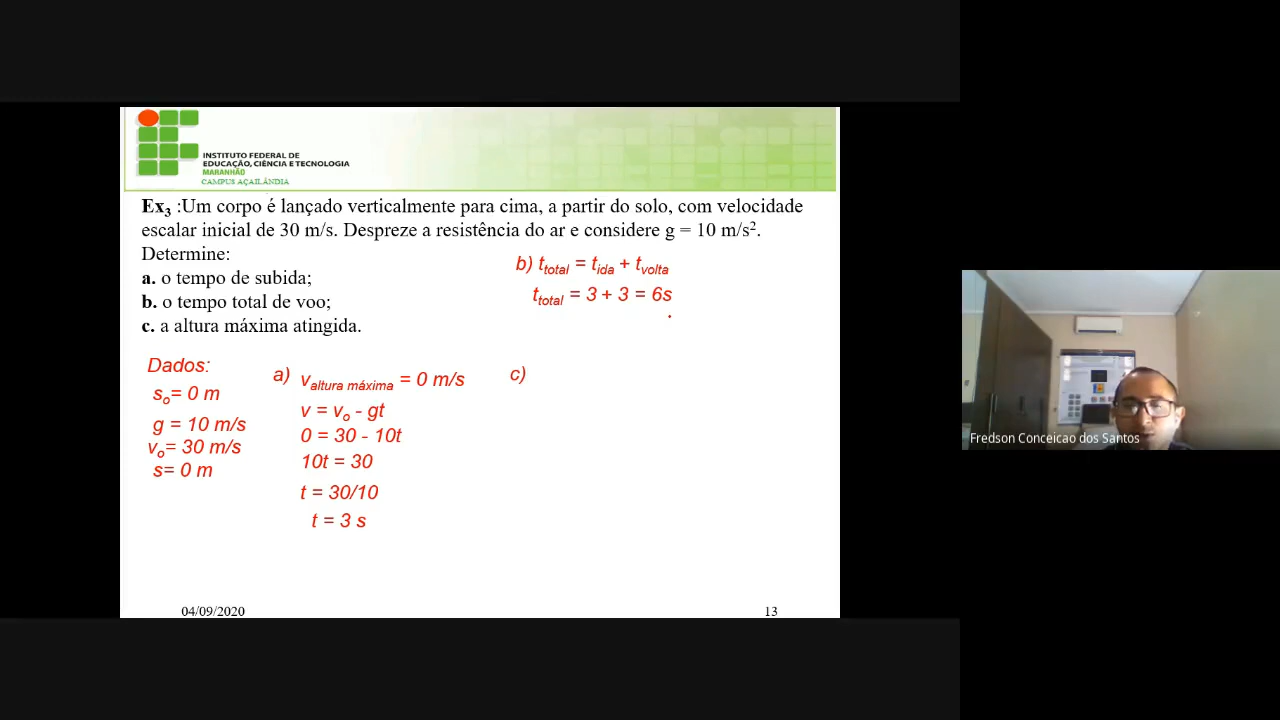 INSTITUTO FEDERAL DE
EDUCAÇÃO, CIÊNCIA E TECNOLOGIA
MARANHÃO
CAMPUS AÇAILÂNDIA
Ex3 :Um corpo é lançado verticalmente para cima, a partir do solo, com velocidade
escalar inicial de 30 m/s. Despreze a resistência do ar e considere g = 10 m/s².
Determine:
a. o tempo de subida;
b. o tempo total de voo;
c. a altura máxima atingida.
b) ttotal = tida + tvolta
ttotal = 3 + 3 = 6s
Dados:
so= 0 m
g = 10 m/s
vo= 30 m/s
s= 0 m
a) valtura máxima = 0 m/s
v = vo - gt
0 = 30 - 10t
10t = 30
t = 30/10
t = 3 s
c)
04/09/2020
13
Fredson Conceicao dos Santos